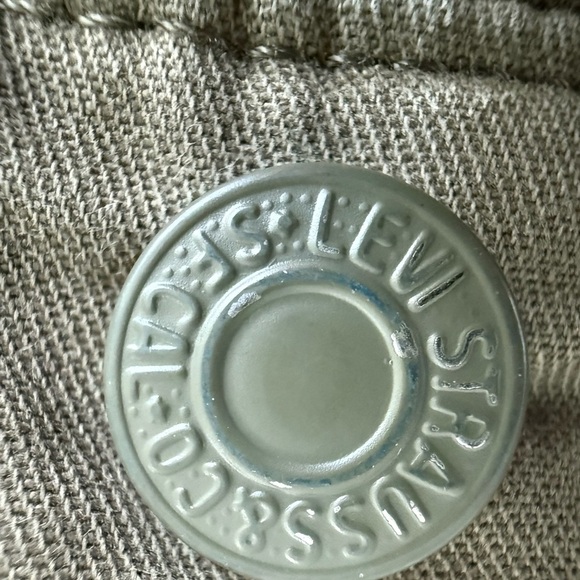 LEVI STRAUSS & CO· S.F. CAL·